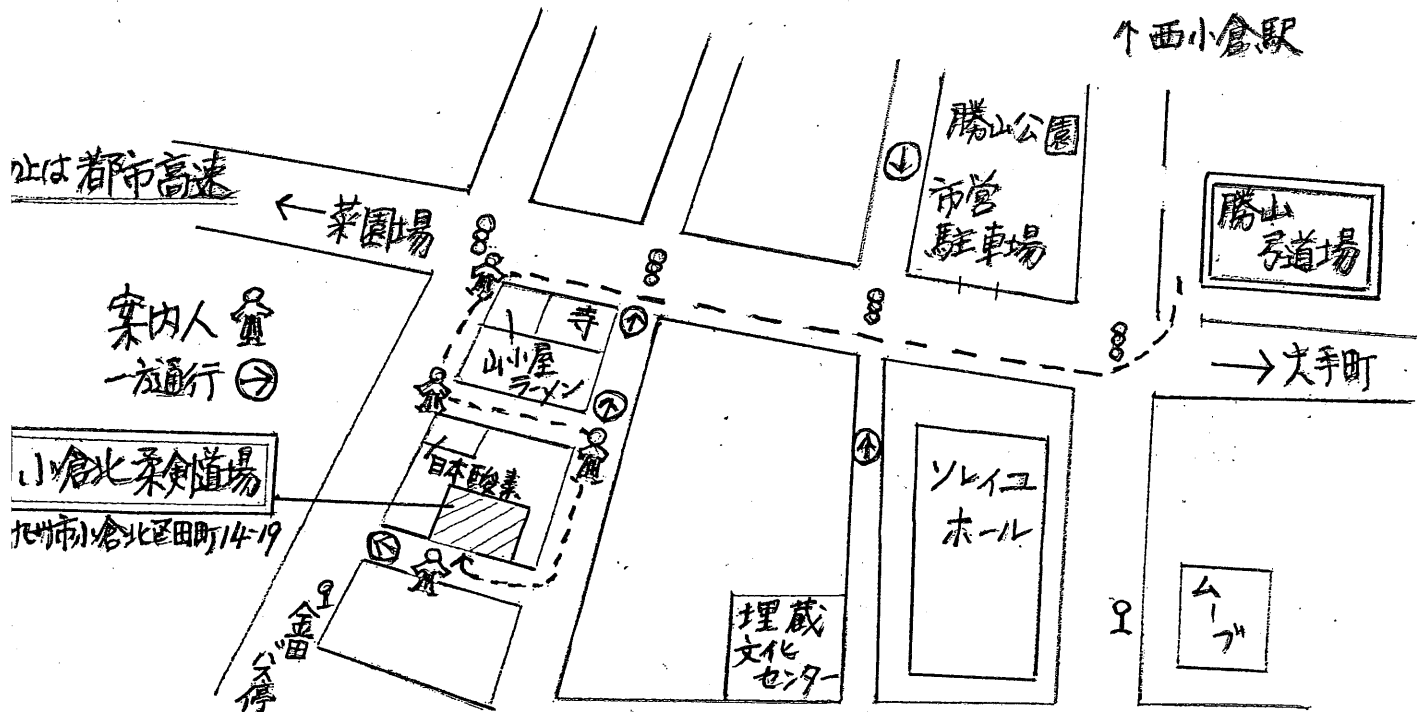 ↑西小倉駅
勝山公園
市営
駐車場
勝山
弓道場
上は都市高速
←菜園場
案内人
一方通行
寺
山小屋
ラーメン
→大手町
小倉北柔剣道場
九州市小倉北区田町14-19
日本酸素
ソレイユ
ホール
ムーブ
埋蔵
文化
センター
金田
バス停